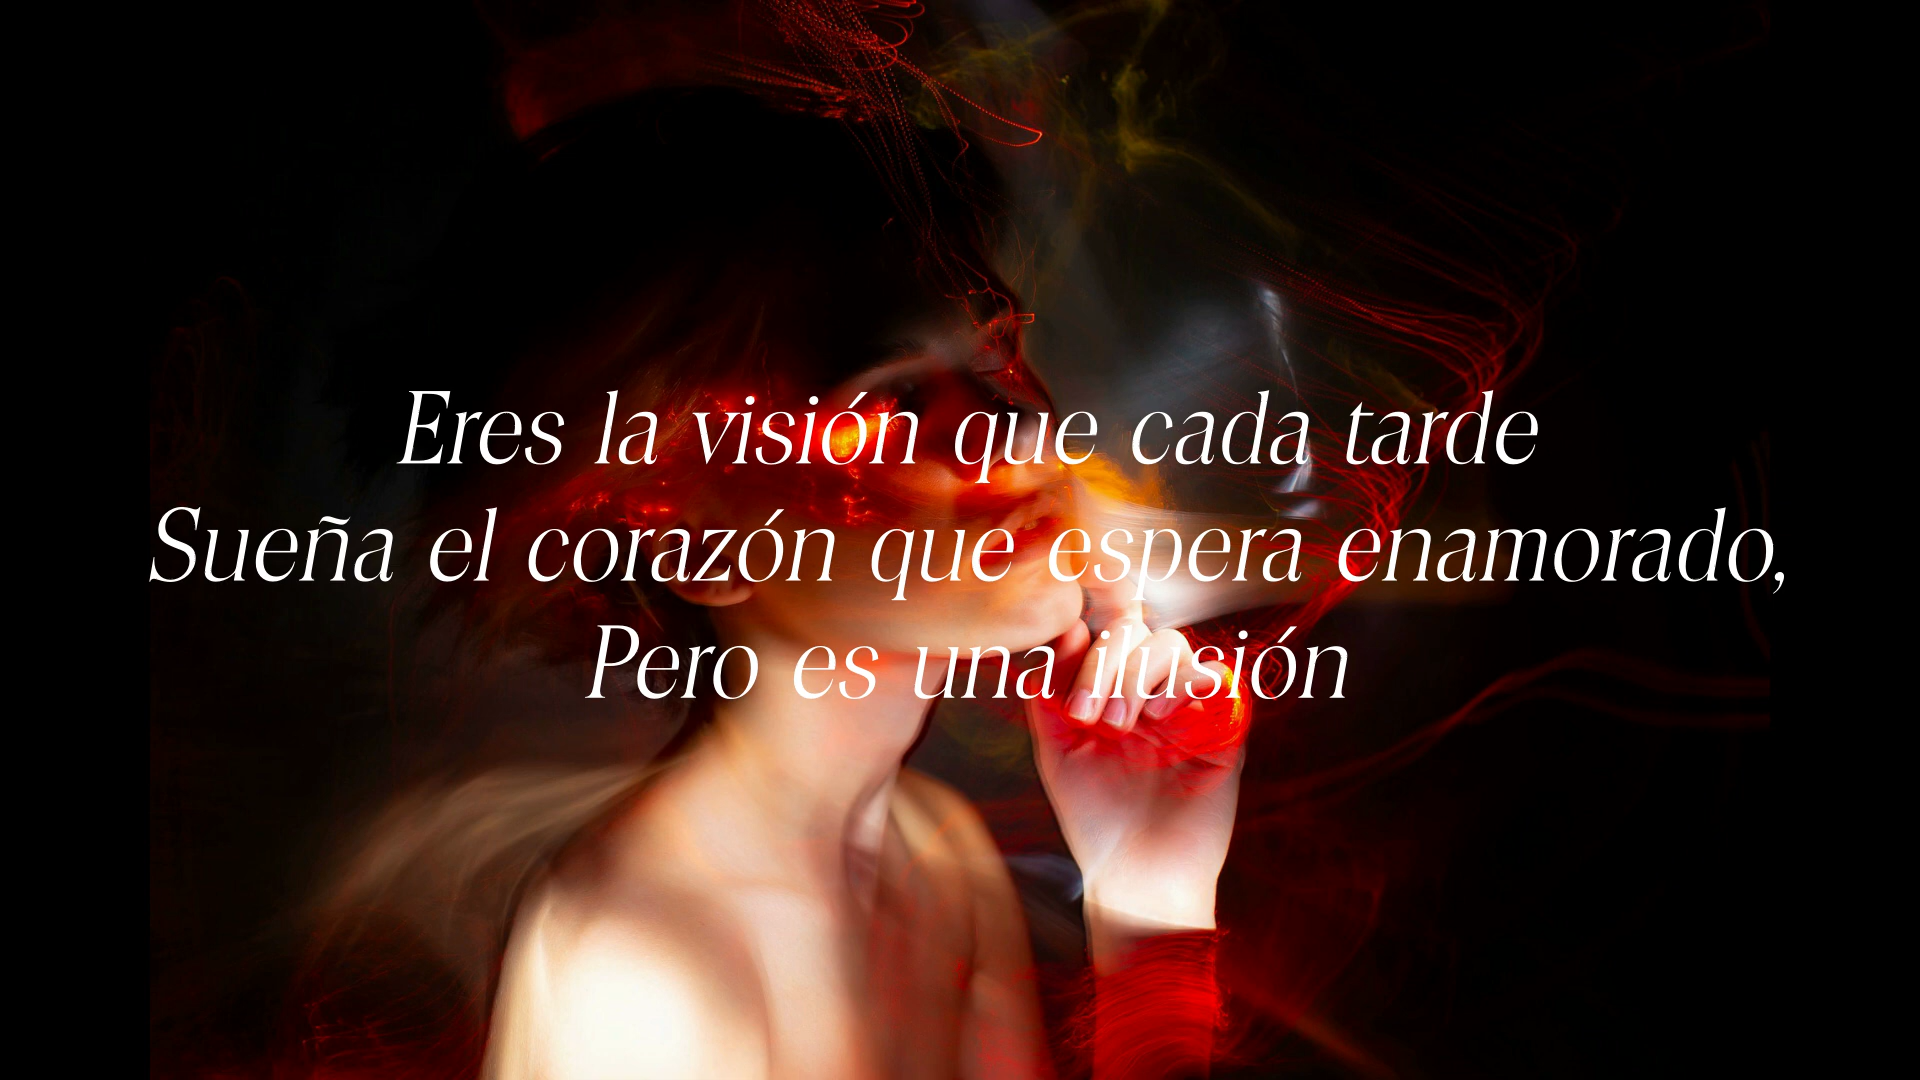 Eres la visión que cada tarde
Sueña el corazón que espera enamorado,
Pero es una ilusión